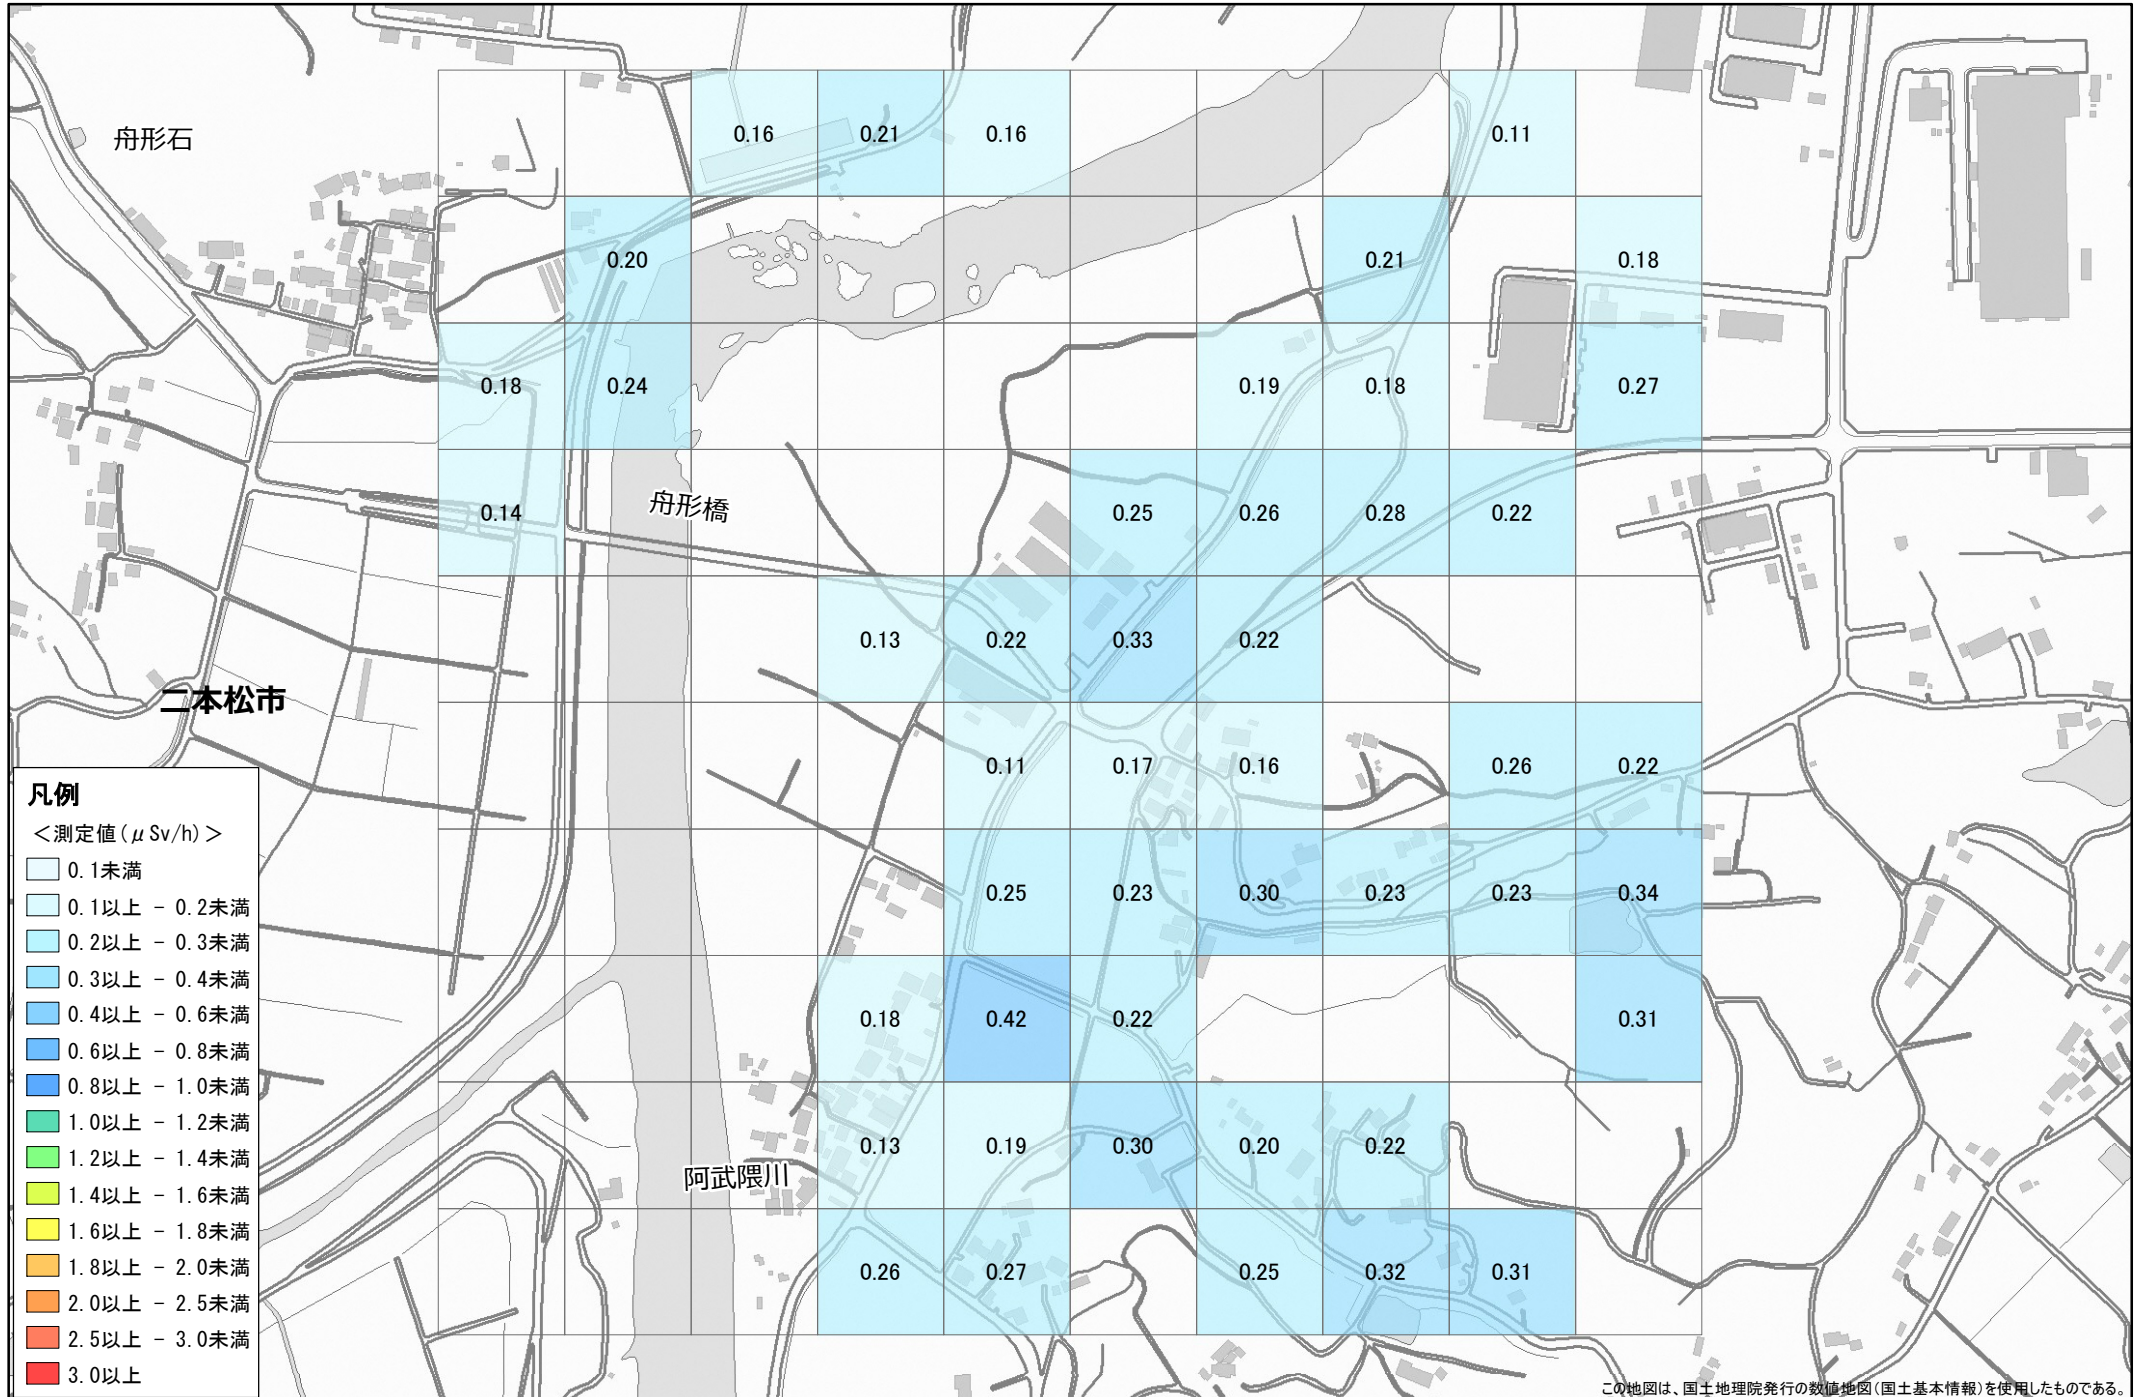 舟形石
0.16 0.21 0.16 0.11
0.20 0.21 0.18
0.18 0.24 0.19 0.18 0.27
0.14 舟形橋 0.25 0.26 0.28 0.22
0.13 0.22 0.33 0.22
二本松市
0.11 0.17 0.16 0.26 0.22
0.25 0.23 0.30 0.23 0.23 0.34
0.18 0.42 0.22 0.31
0.13 0.19 0.30 0.20 0.22
阿武隈川
0.26 0.27 0.25 0.32 0.31
凡例
<測定値(μSv/h)>
0.1未満
0.1以上 - 0.2未満
0.2以上 - 0.3未満
0.3以上 - 0.4未満
0.4以上 - 0.6未満
0.6以上 - 0.8未満
0.8以上 - 1.0未満
1.0以上 - 1.2未満
1.2以上 - 1.4未満
1.4以上 - 1.6未満
1.6以上 - 1.8未満
1.8以上 - 2.0未満
2.0以上 - 2.5未満
2.5以上 - 3.0未満
3.0以上
この地図は、国土地理院発行の数値地図(国土基本情報)を使用したものである。